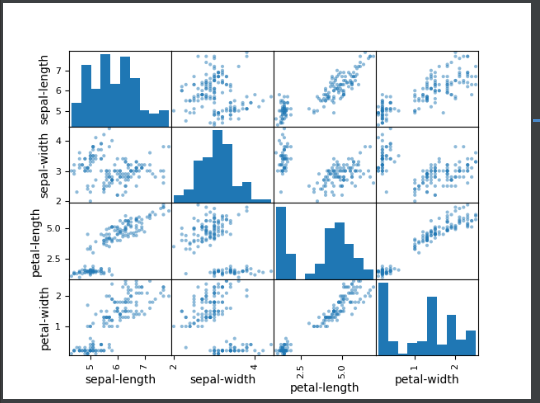 sepal-length
7
6
5
sepal-width
4
3
2
petal-length
5.0
2.5
petal-width
2
1
5 6 7 2 4 2.5 5.0 1 2
sepal-length sepal-width petal-length petal-width